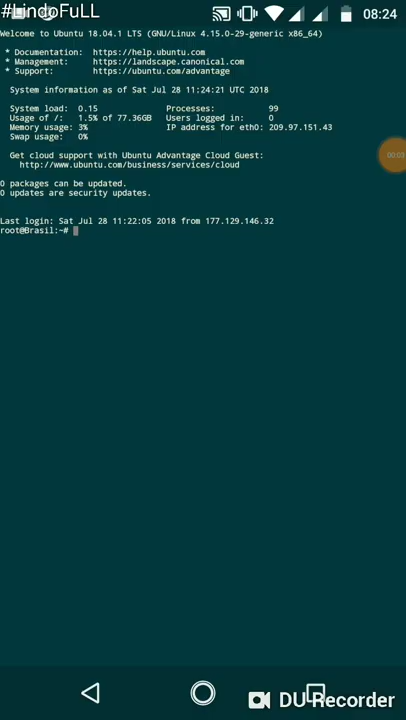 #LindoFuLL
08:24
Welcome to Ubuntu 18.04.1 LTS (GNU/Linux 4.15.0-29-generic x86_64)
* Documentation: https://help.ubuntu.com
* Management: https://landscape.canonical.com
* Support: https://ubuntu.com/advantage
System information as of Sat Jul 28 11:24:21 UTC 2018
System load: 0.15 Processes: 99
Usage of /: 1.5% of 77.36GB Users logged in: 0
Memory usage: 3% IP address for eth0: 209.97.151.43
Swap usage: 0%
00:03
Get cloud support with Ubuntu Advantage Cloud Guest:
http://www.ubuntu.com/business/services/cloud
0 packages can be updated.
0 updates are security updates.
Last login: Sat Jul 28 11:22:05 2018 from 177.129.146.32
root@Brasil:~#
DU Recorder